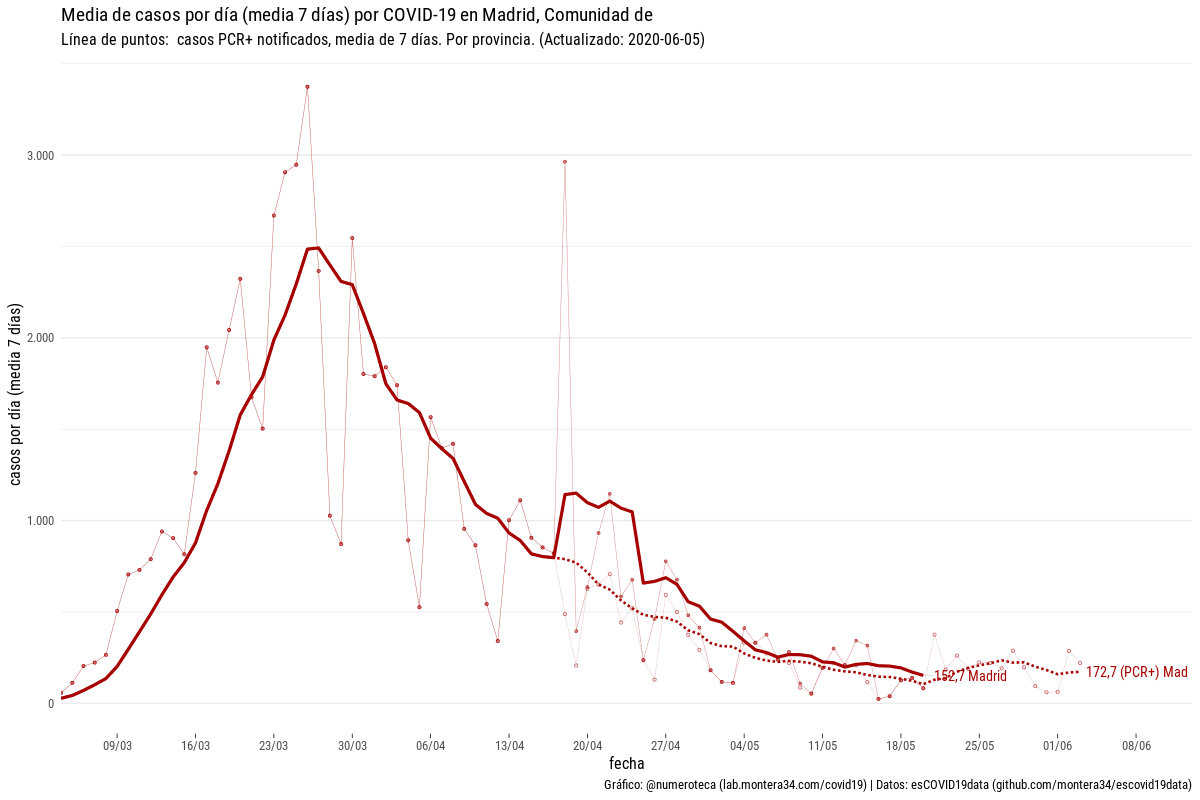 Media de casos por día (media 7 días) por COVID-19 en Madrid, Comunidad de
Línea de puntos:  casos PCR+ notificados, media de 7 días. Por provincia. (Actualizado: 2020-06-05)
casos por día (media 7 días)
3.000
2.000
1.000
0
152,7 Madrid
172,7 (PCR+) Mad
09/03
16/03
23/03
30/03
06/04
13/04
20/04
27/04
04/05
11/05
18/05
25/05
01/06
08/06
fecha
Gráfico: @numeroteca (lab.montera34.com/covid19) | Datos: esCOVID19data (github.com/montera34/escovid19data)